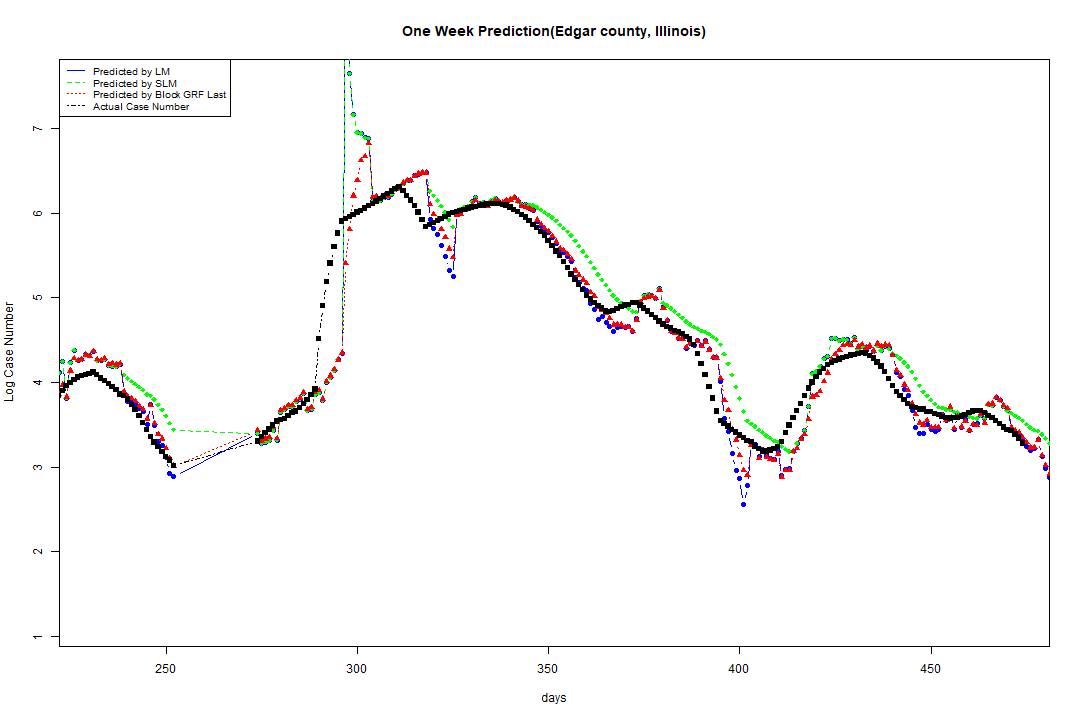 One Week Prediction(Edgar county, Illinois)
Predicted by LM
Predicted by SLM
Predicted by Block GRF Last
Actual Case Number
7
6
5
4
3
2
1
Log Case Number
250 300 350 400 450
days